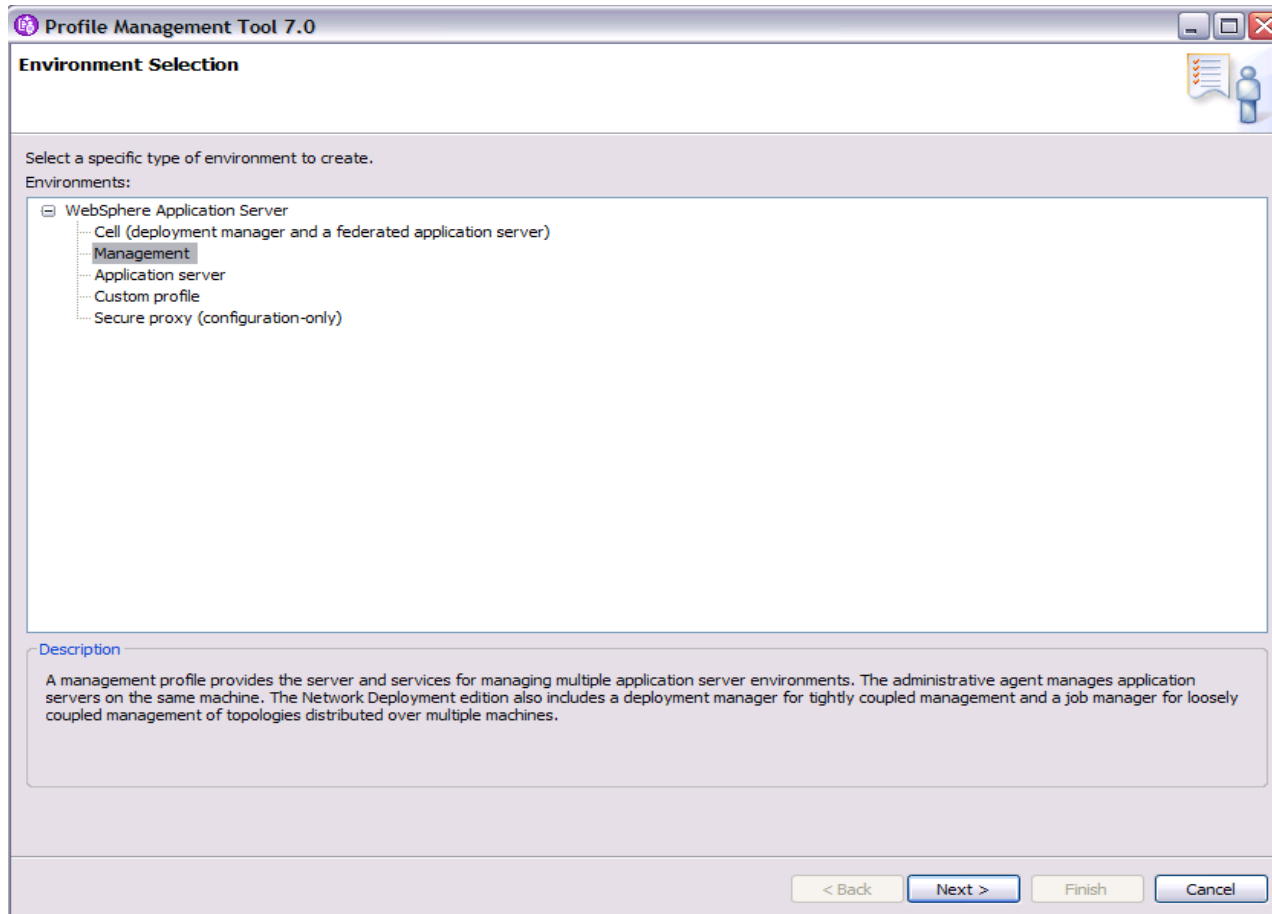 Profile Management Tool 7.0
Environment Selection
Select a specific type of environment to create.
Environments:
WebSphere Application Server
Cell (deployment manager and a federated application server)
Management
Application server
Custom profile
Secure proxy (configuration-only)
Description
A management profile provides the server and services for managing multiple application server environments. The administrative agent manages application
servers on the same machine. The Network Deployment edition also includes a deployment manager for tightly coupled management and a job manager for loosely
coupled management of topologies distributed over multiple machines.
< Back Next > Finish Cancel